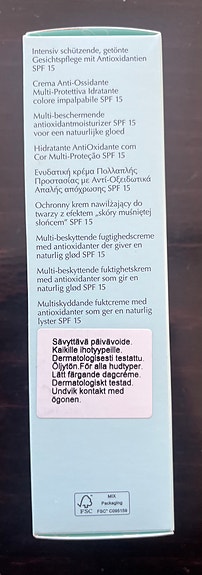 Intensiv schützende, getönte
Gesichtspflege mit Antioxidantien
SPF 15
Crema Anti-Ossidante
Multi-Protettiva Idratante
colore impalpabile SPF 15
Multi-beschermende
antioxidantmoisturizer SPF 15
voor een natuurlijke gloed
Hidratante AntiOxidante com
Cor Multi-Proteção SPF 15
Ενυδατική κρέμα Πολλαπλής
Προστασίας με Αντι-Οξειδωτικά
Απαλής απόχρωσης SPF 15
Ochronny krem nawilżający do
twarzy z efektem „skóry muśniętej
słońcem" SPF 15
Multi-beskyttende fugtighedscreme
med antioxidanter der giver en
naturlig glød SPF 15
Multi-beskyttende fuktighetskrem
med antioxidanter som gir en
naturlig glød SPF 15
Multiskyddande fuktcreme med
antioxidanter som ger en naturlig
lyster SPF 15
Sävyttävä päivävoide.
Kaikille ihotyypeille.
Dermatologisesti testattu.
Öljytön.För alla hudtyper.
Lätt färgande dagcréme.
Dermatologiskt testad.
Undvik kontakt med
ögonen.
FSC
MIX
Packaging
FSC® C095159